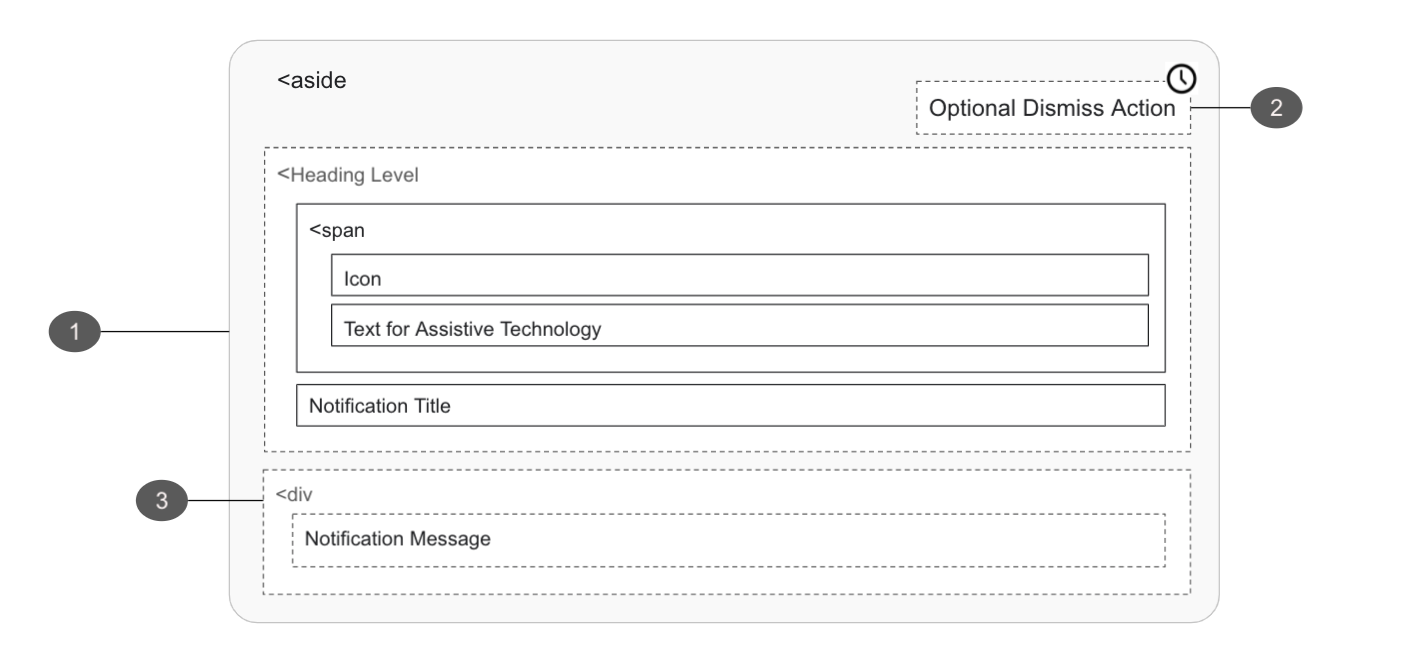 <aside
Optional Dismiss Action
2
<Heading Level
<span
Icon
Text for Assistive Technology
1
Notification Title
3
<div
Notification Message